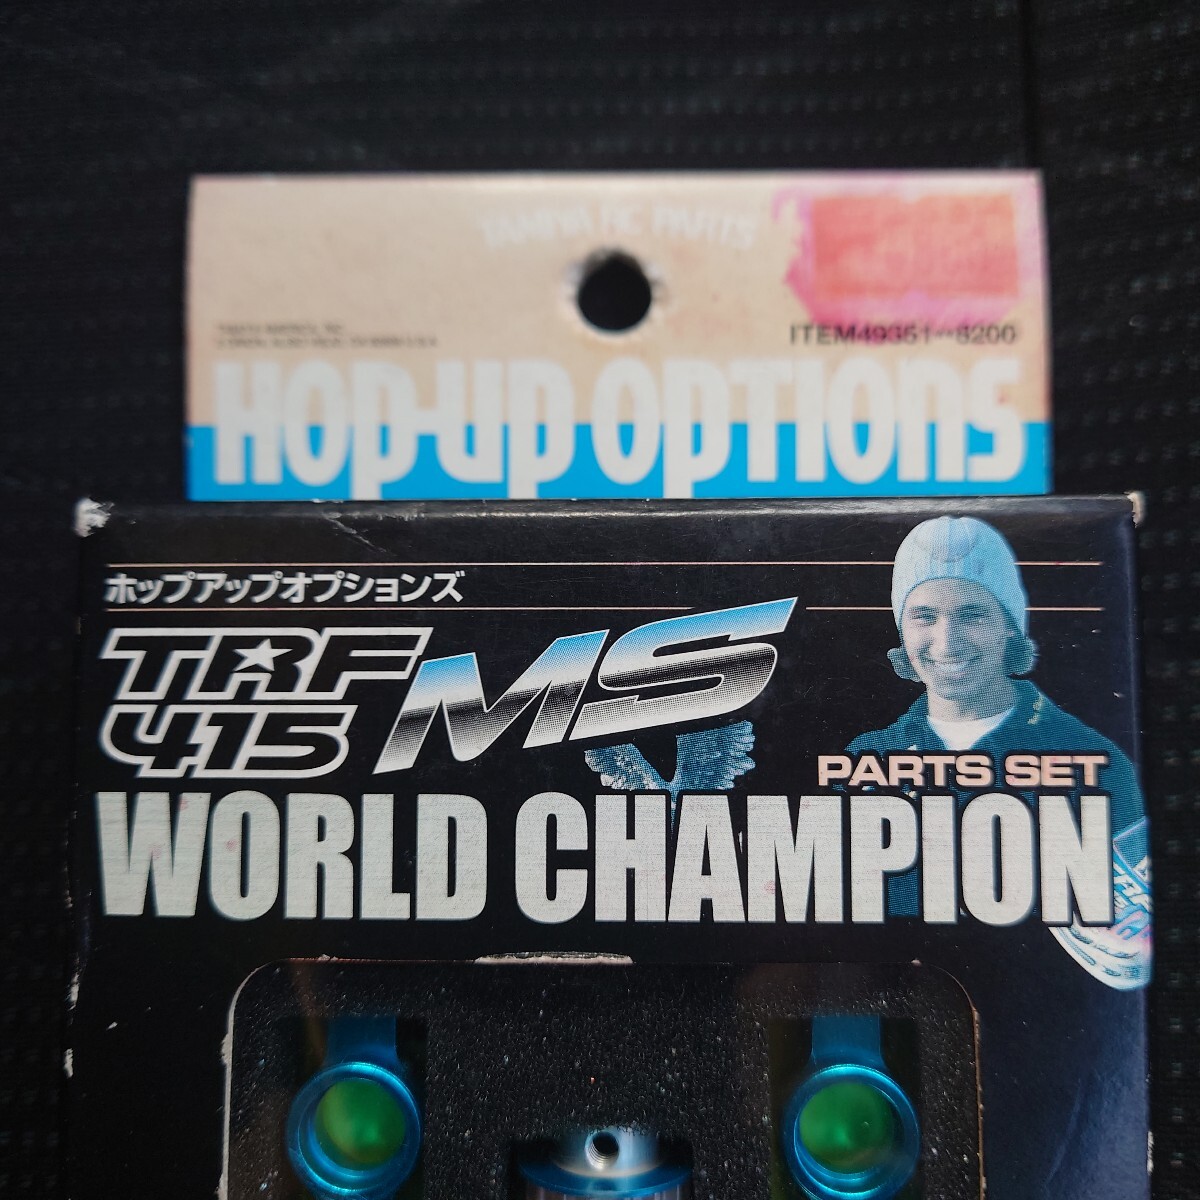 TAMIYA RC PARTS
ITEM49351**8200
HOP-UP OPTIONS
ホップアップオプションズ
TRF
415
MS
PARTS SET
WORLD CHAMPION